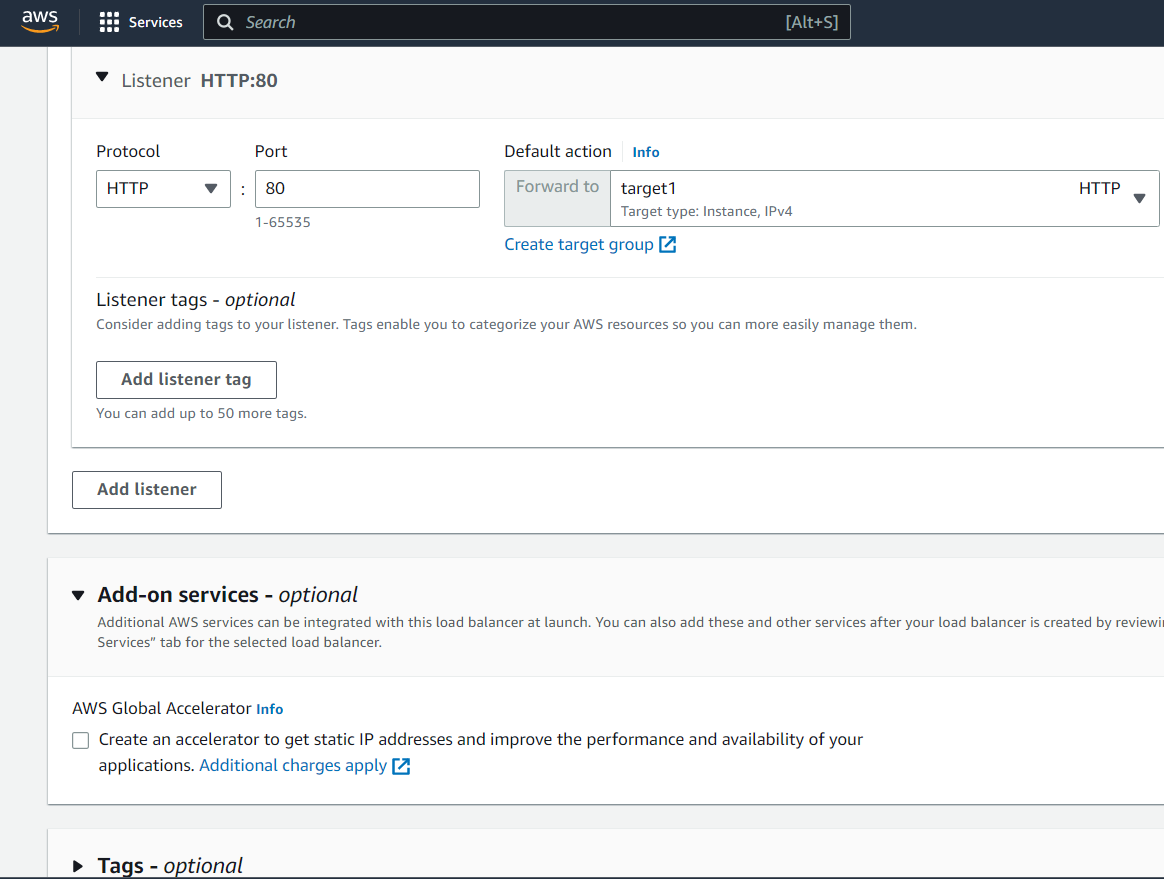 aws Services Search [Alt+S]
Listener HTTP:80
Protocol Port Default action Info
HTTP : 80 Forward to target1 HTTP
1-65535 Target type: Instance, IPv4
Create target group
Listener tags - optional
Consider adding tags to your listener. Tags enable you to categorize your AWS resources so you can more easily manage them.
Add listener tag
You can add up to 50 more tags.
Add listener
Add-on services - optional
Additional AWS services can be integrated with this load balancer at launch. You can also add these and other services after your load balancer is created by reviewin
Services” tab for the selected load balancer.
AWS Global Accelerator Info
Create an accelerator to get static IP addresses and improve the performance and availability of your
applications. Additional charges apply
Tags - optional